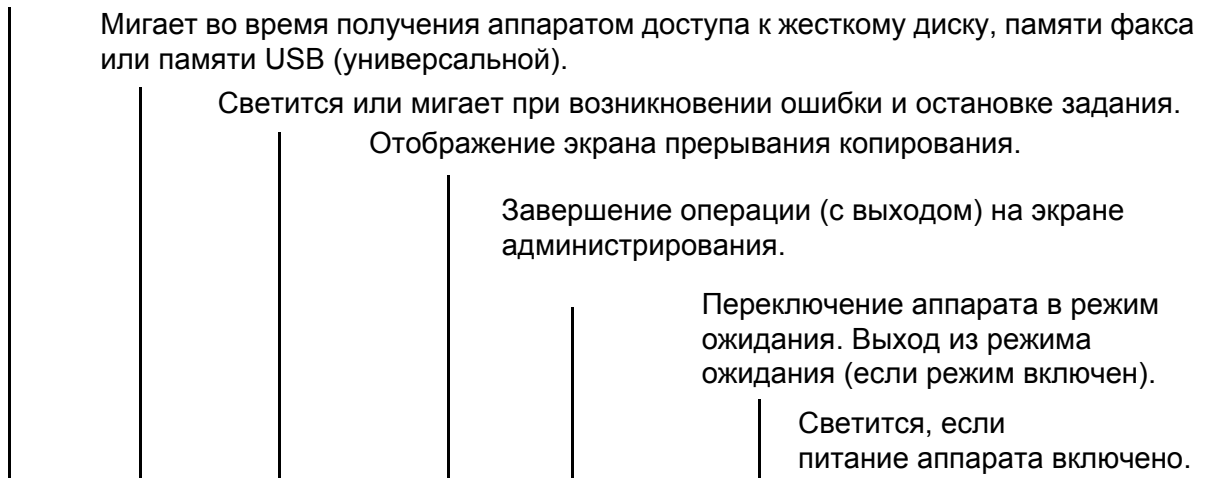 Мигает во время получения аппаратом доступа к жесткому диску, памяти факса
или памяти USB (универсальной).
Светится или мигает при возникновении ошибки и остановке задания.
Отображение экрана прерывания копирования.
Завершение операции (с выходом) на экране
администрирования.
Переключение аппарата в режим
ожидания. Выход из режима
ожидания (если режим включен).
Светится, если
питание аппарата включено.